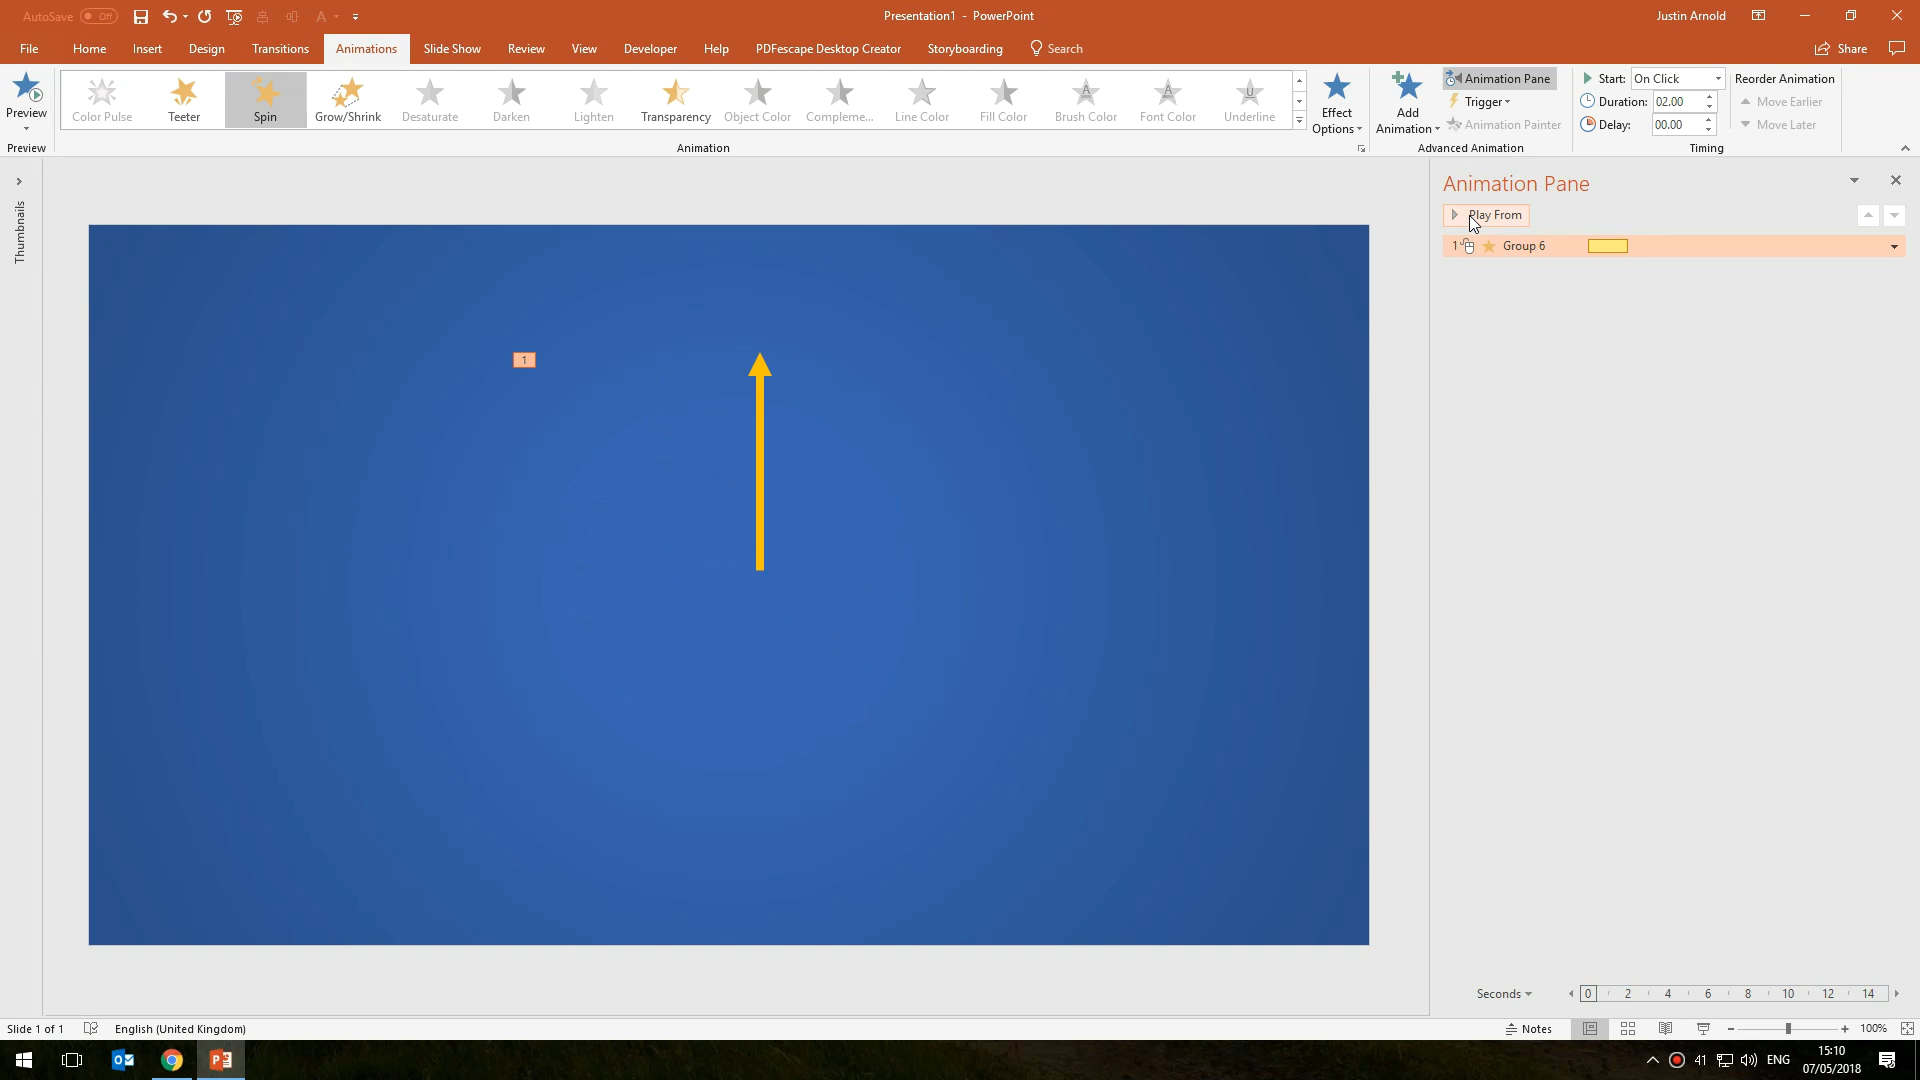 AutoSave Off
Presentation1 - PowerPoint
Justin Arnold
File Home Insert Design Transitions Animations Slide Show Review View Developer Help PDFescape Desktop Creator Storyboarding Search
Share
Preview
Color Pulse Teeter Spin Grow/Shrink Desaturate Darken Lighten Transparency Object Color Compleme... Line Color Fill Color Brush Color Font Color Underline
Effect Options
Add Animation
Animation Pane
Trigger
Animation Painter
Start: On Click
Duration: 02.00
Delay: 00.00
Reorder Animation
Move Earlier
Move Later
Preview
Animation
Advanced Animation
Timing
Thumbnails
Animation Pane
Play From
1 Group 6
1
Seconds 0 2 4 6 8 10 12 14
Slide 1 of 1 English (United Kingdom)
Notes
100%
41 ENG
15:10
07/05/2018